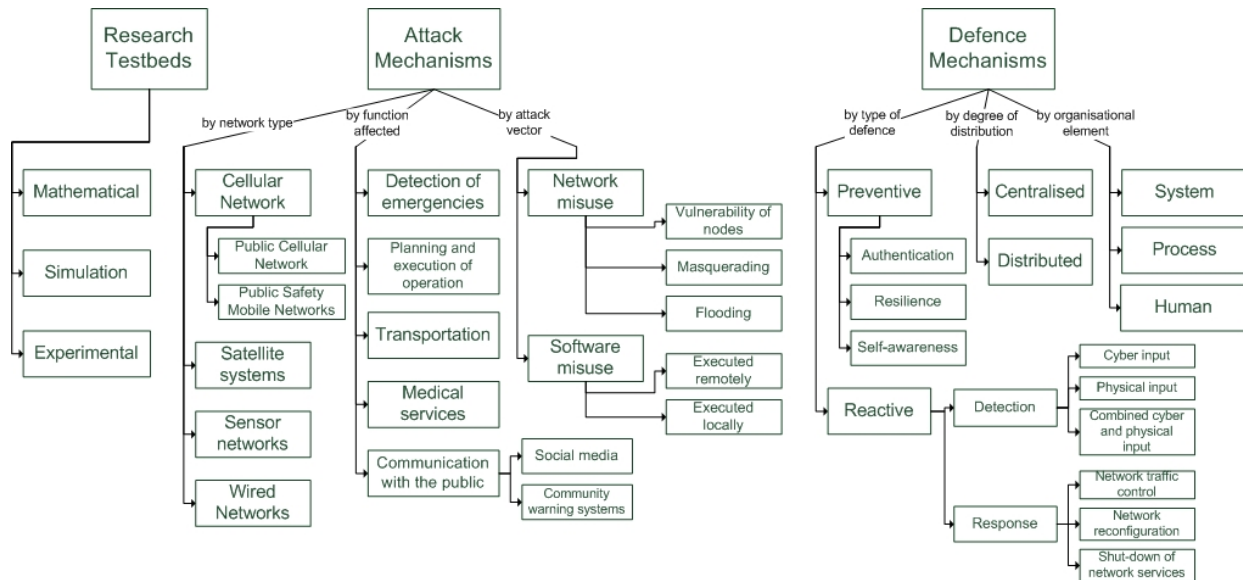 Research
Testbeds
Mathematical
Simulation
Experimental
Attack
Mechanisms
by network type
by function
affected
by attack
vector
Cellular
Network
Public Cellular
Network
Public Safety
Mobile Networks
Satellite
systems
Sensor
networks
Wired
Networks
Detection of
emergencies
Planning and
execution of
operation
Transportation
Medical
services
Communication
with the public
Social media
Community
warning systems
Network
misuse
Vulnerability of
nodes
Masquerading
Flooding
Software
misuse
Executed
remotely
Executed
locally
Defence
Mechanisms
by type of
defence
by degree of
distribution
by organisational
element
Preventive
Authentication
Resilience
Self-awareness
Reactive
Detection
Cyber input
Physical input
Combined cyber
and physical
input
Response
Network traffic
control
Network
reconfiguration
Shut-down of
network services
Centralised
Distributed
System
Process
Human